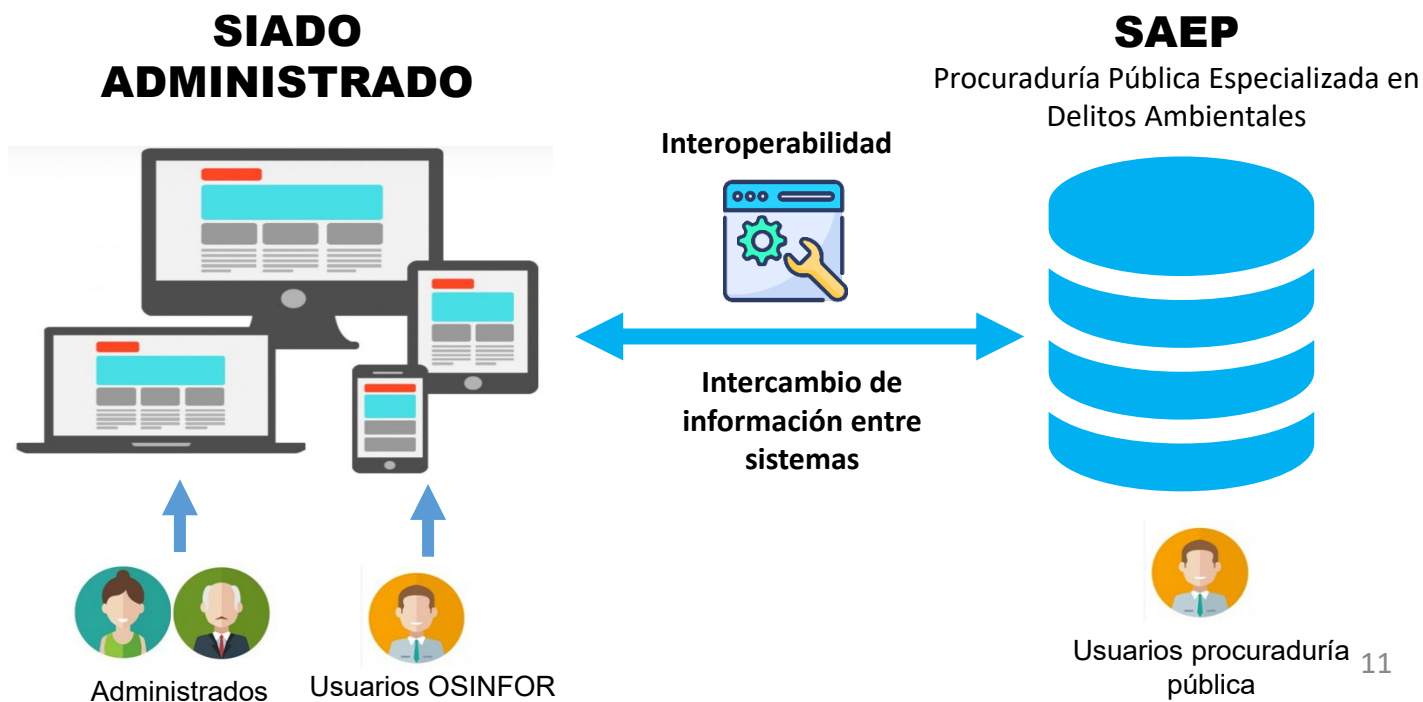 SIADO
ADMINISTRADO
SAEP
Procuraduría Pública Especializada en
Delitos Ambientales
Interoperabilidad
Intercambio de
información entre
sistemas
Administrados
Usuarios OSINFOR
Usuarios procuraduría
pública
11